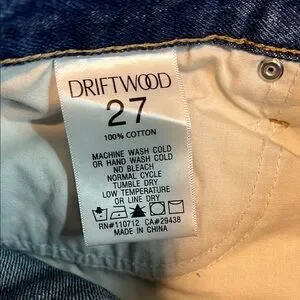 DRIFTWOOD
27
100% COTTON
MACHINE WASH COLD
OR HAND WASH COLD
NO BLEACH
NORMAL CYCLE
TUMBLE DRY
LOW TEMPERATURE
OR LINE DRY
RN#110712 CA#29438
MADE IN CHINA